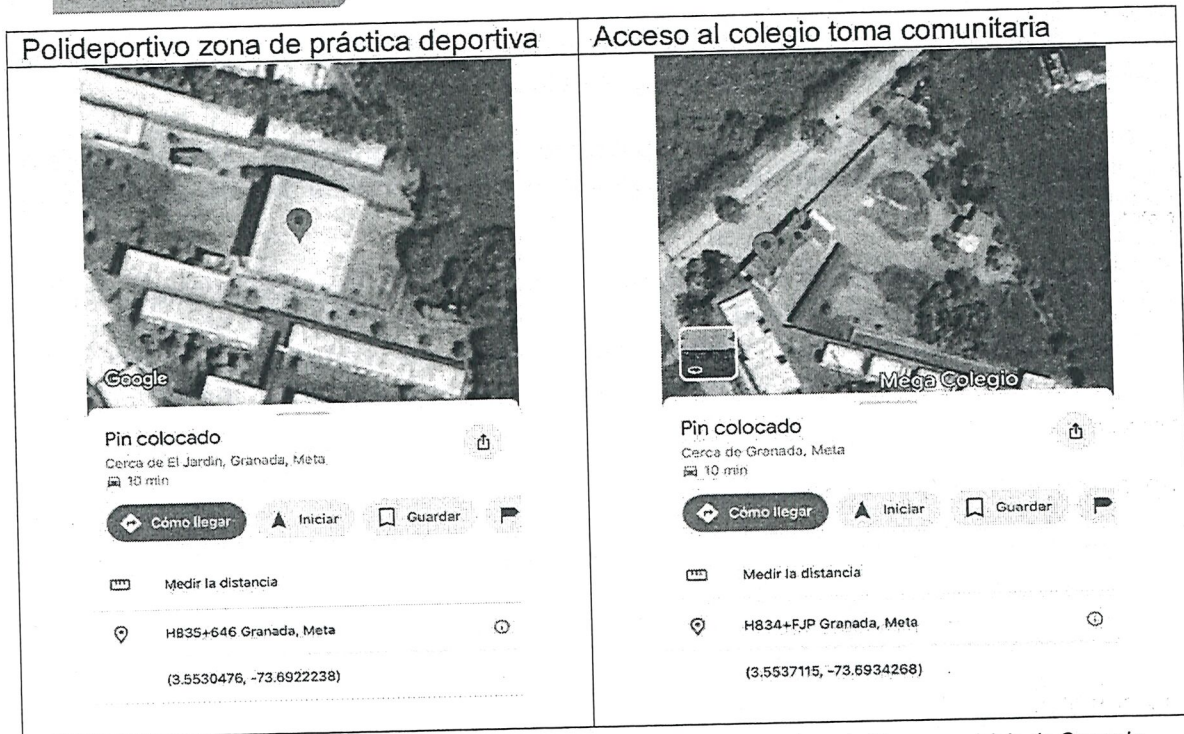 Polideportivo zona de práctica deportiva
Google
Pin colocado
Cerca de El Jardín, Granada, Meta
10 min
Cómo llegar
Iniciar
Guardar
Medir la distancia
H835+646 Granada, Meta
(3.5530476, -73.6922238)
Acceso al colegio toma comunitaria
Mega Colegio
Pin colocado
Cerca de Granada, Meta
10 min
Cómo llegar
Iniciar
Guardar
Medir la distancia
H834+FJP Granada, Meta
(3.5537115, -73.6934268)